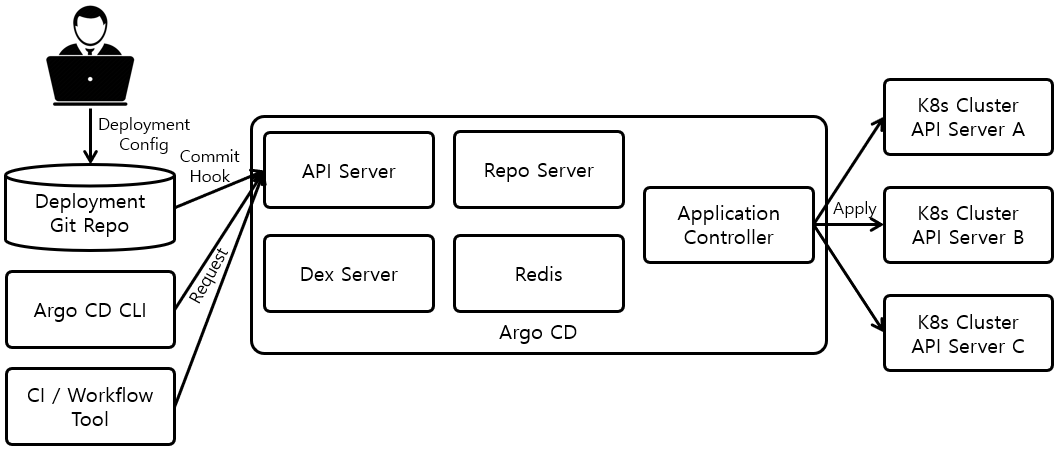 Deployment
Config
Commit
Hook
Deployment
Git Repo
Request
Argo CD CLI
CI / Workflow
Tool
API Server
Repo Server
Dex Server
Redis
Argo CD
Application
Controller
Apply
K8s Cluster
API Server A
K8s Cluster
API Server B
K8s Cluster
API Server C